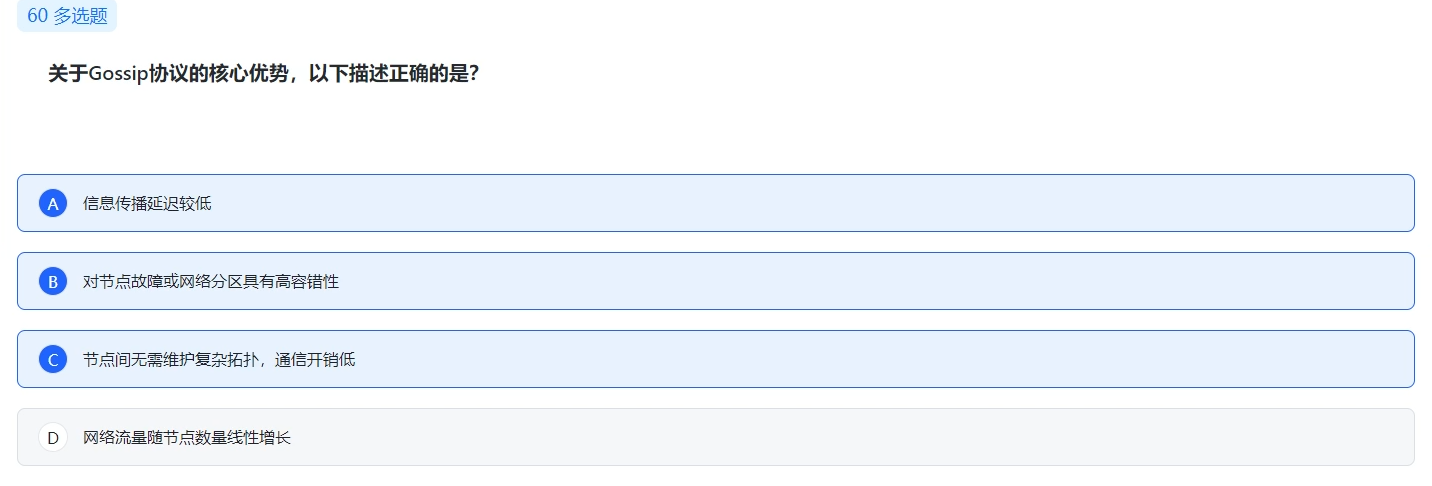 60 多选题
关于Gossip协议的核心优势，以下描述正确的是？
A 信息传播延迟较低
B 对节点故障或网络分区具有高容错性
C 节点间无需维护复杂拓扑，通信开销低
D 网络流量随节点数量线性增长